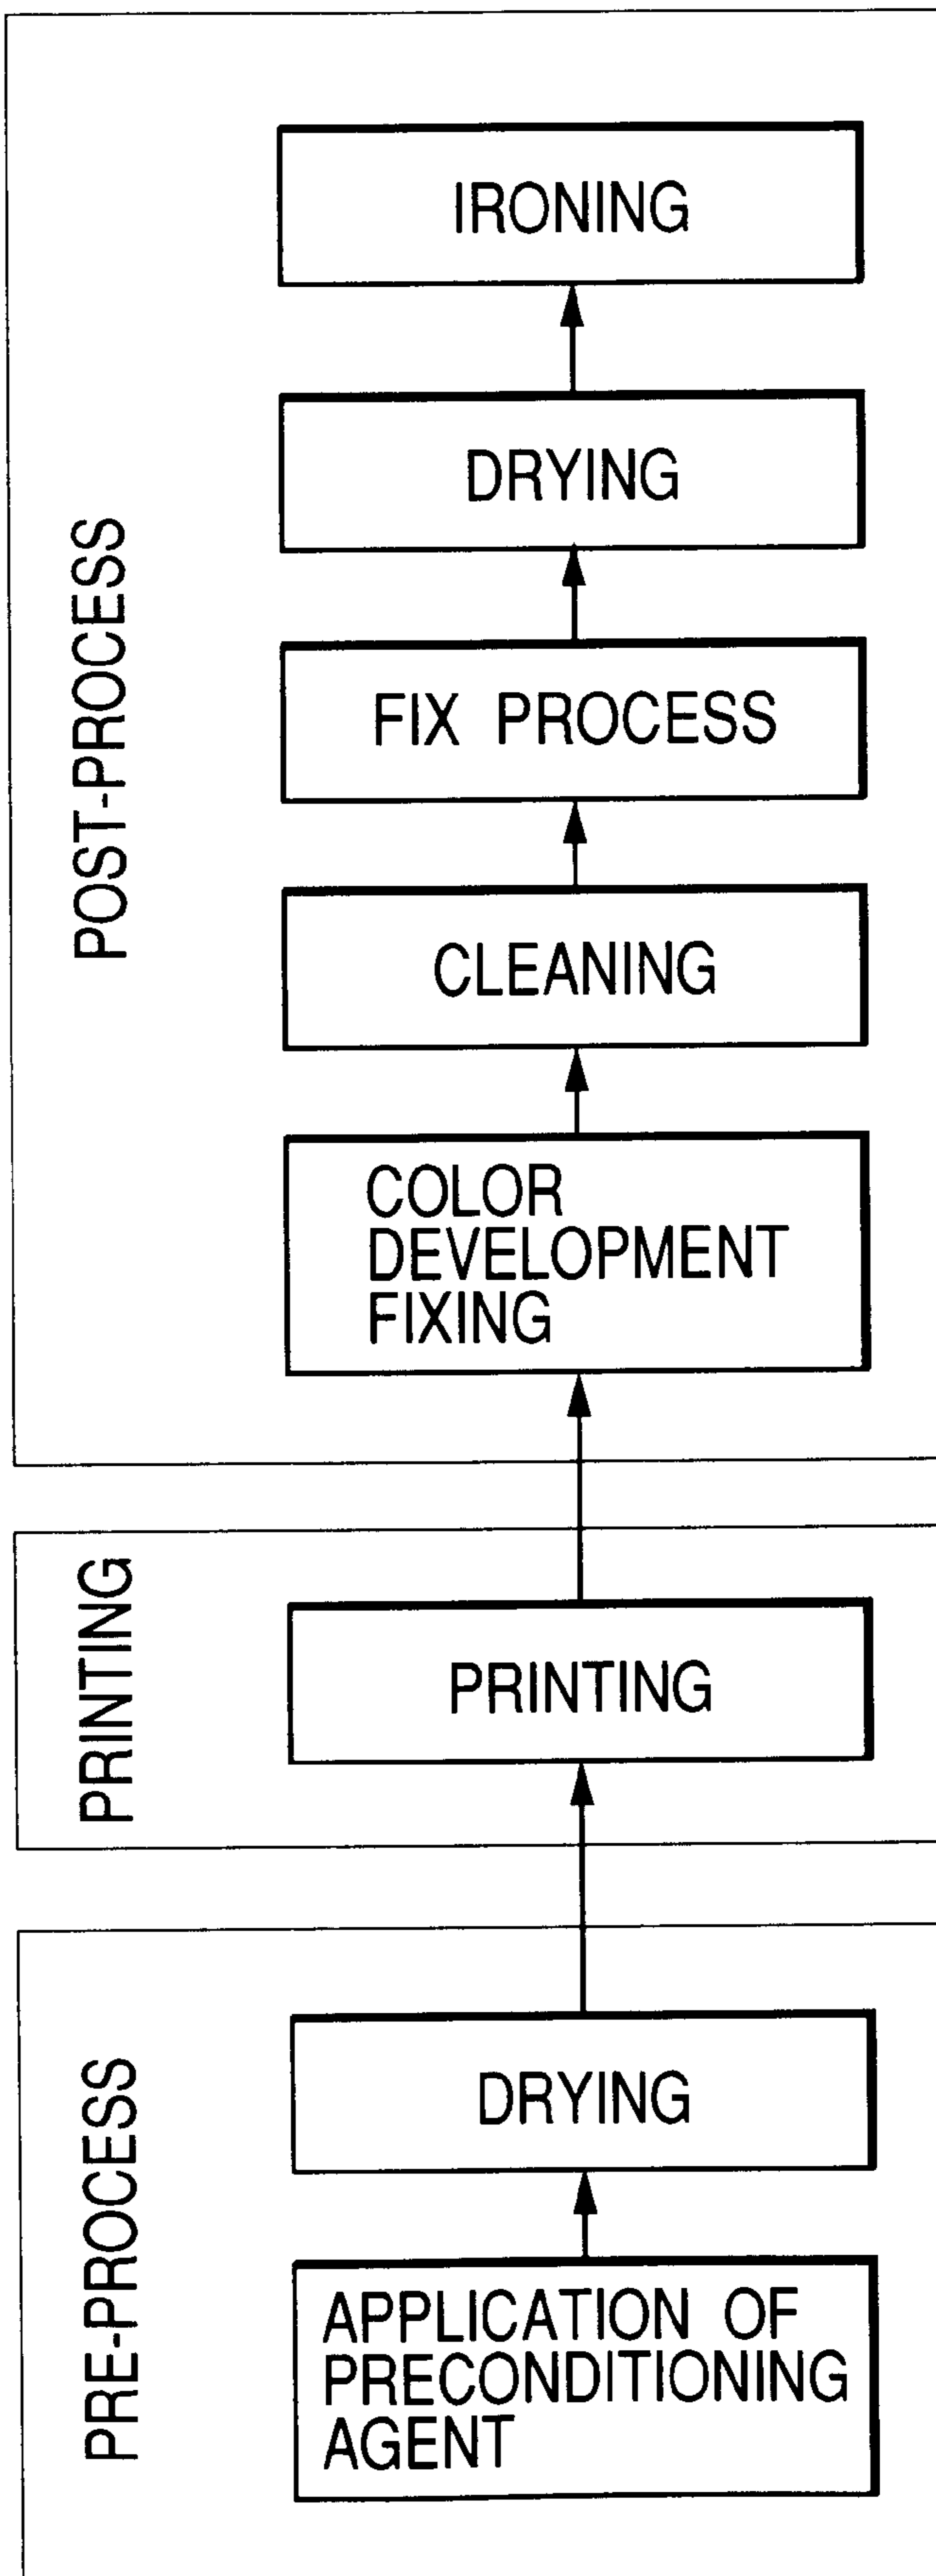 POST-PROCESS
IRONING
DRYING
FIX PROCESS
CLEANING
COLOR
DEVELOPMENT
FIXING
PRINTING
PRINTING
PRE-PROCESS
DRYING
APPLICATION OF
PRECONDITIONING
AGENT